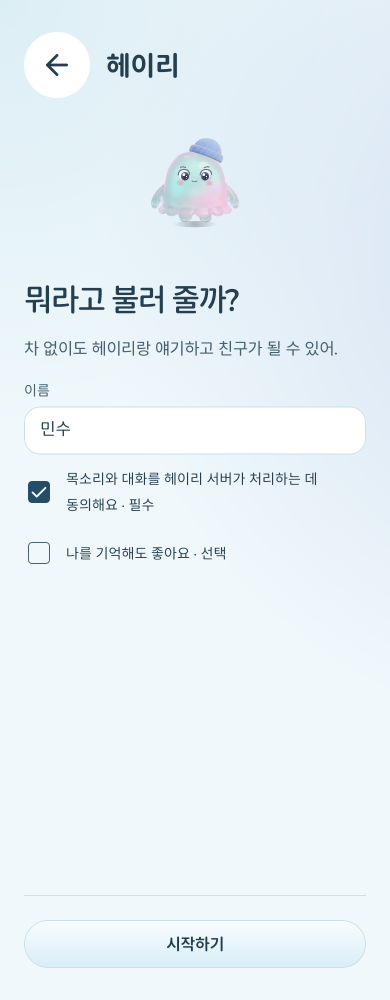 헤이리
뭐라고 불러 줄까?
차 없이도 헤이리랑 얘기하고 친구가 될 수 있어.
이름
민수
목소리와 대화를 헤이리 서버가 처리하는 데
동의해요 · 필수
나를 기억해도 좋아요 · 선택
시작하기